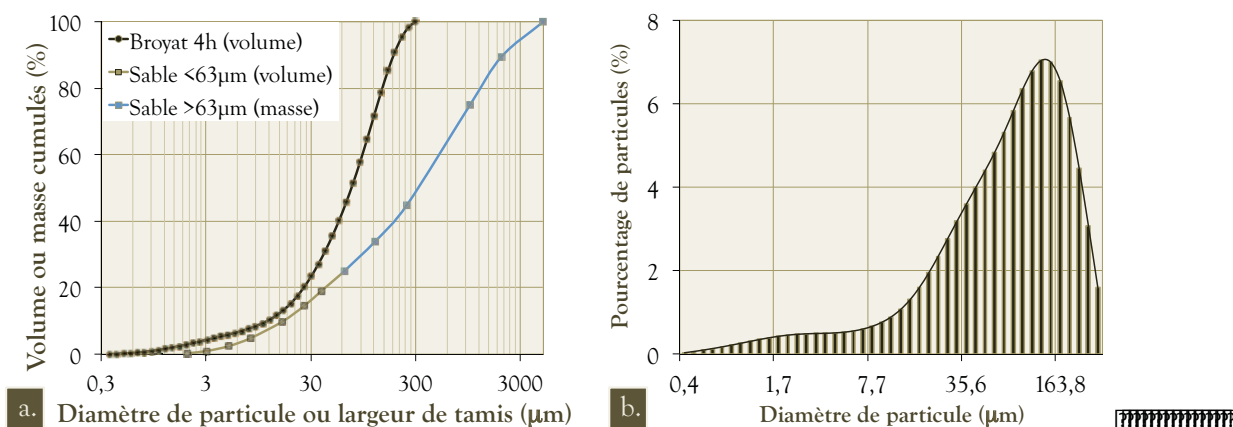 Volume ou masse cumulés (%)
100
80
60
40
20
0
Broyat 4h (volume)
Sable <63µm (volume)
Sable >63µm (masse)
0,3 3 30 300 3000
a. Diamètre de particule ou largeur de tamis (µm)
Pourcentage de particules (%)
8
6
4
2
0
0,4 1,7 7,7 35,6 163,8
b. Diamètre de particule (µm)